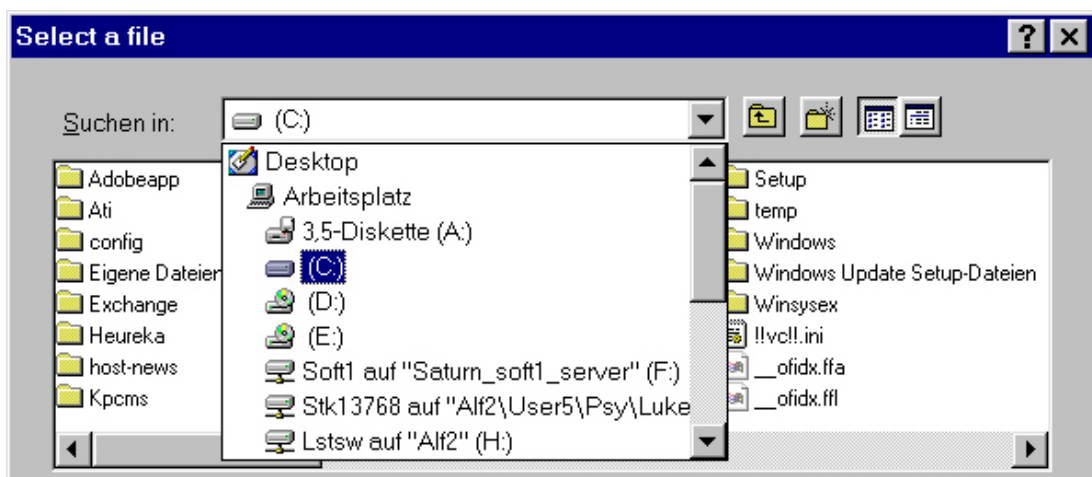 Select a file
Suchen in:
(C:)
Desktop
Arbeitsplatz
3,5-Diskette (A:)
(C:)
(D:)
(E:)
Soft1 auf "Saturn_soft1_server" (F:)
Stk13768 auf "Alf2\User5\Psy\Luke
Lstsw auf "Alf2" (H:)
Adobeapp
Ati
config
Eigene Dateien
Exchange
Heureka
host-news
Kpcms
Setup
temp
Windows
Windows Update Setup-Dateien
Winsysex
!!vc!!.ini
__ofidx.ffa
__ofidx.ffl